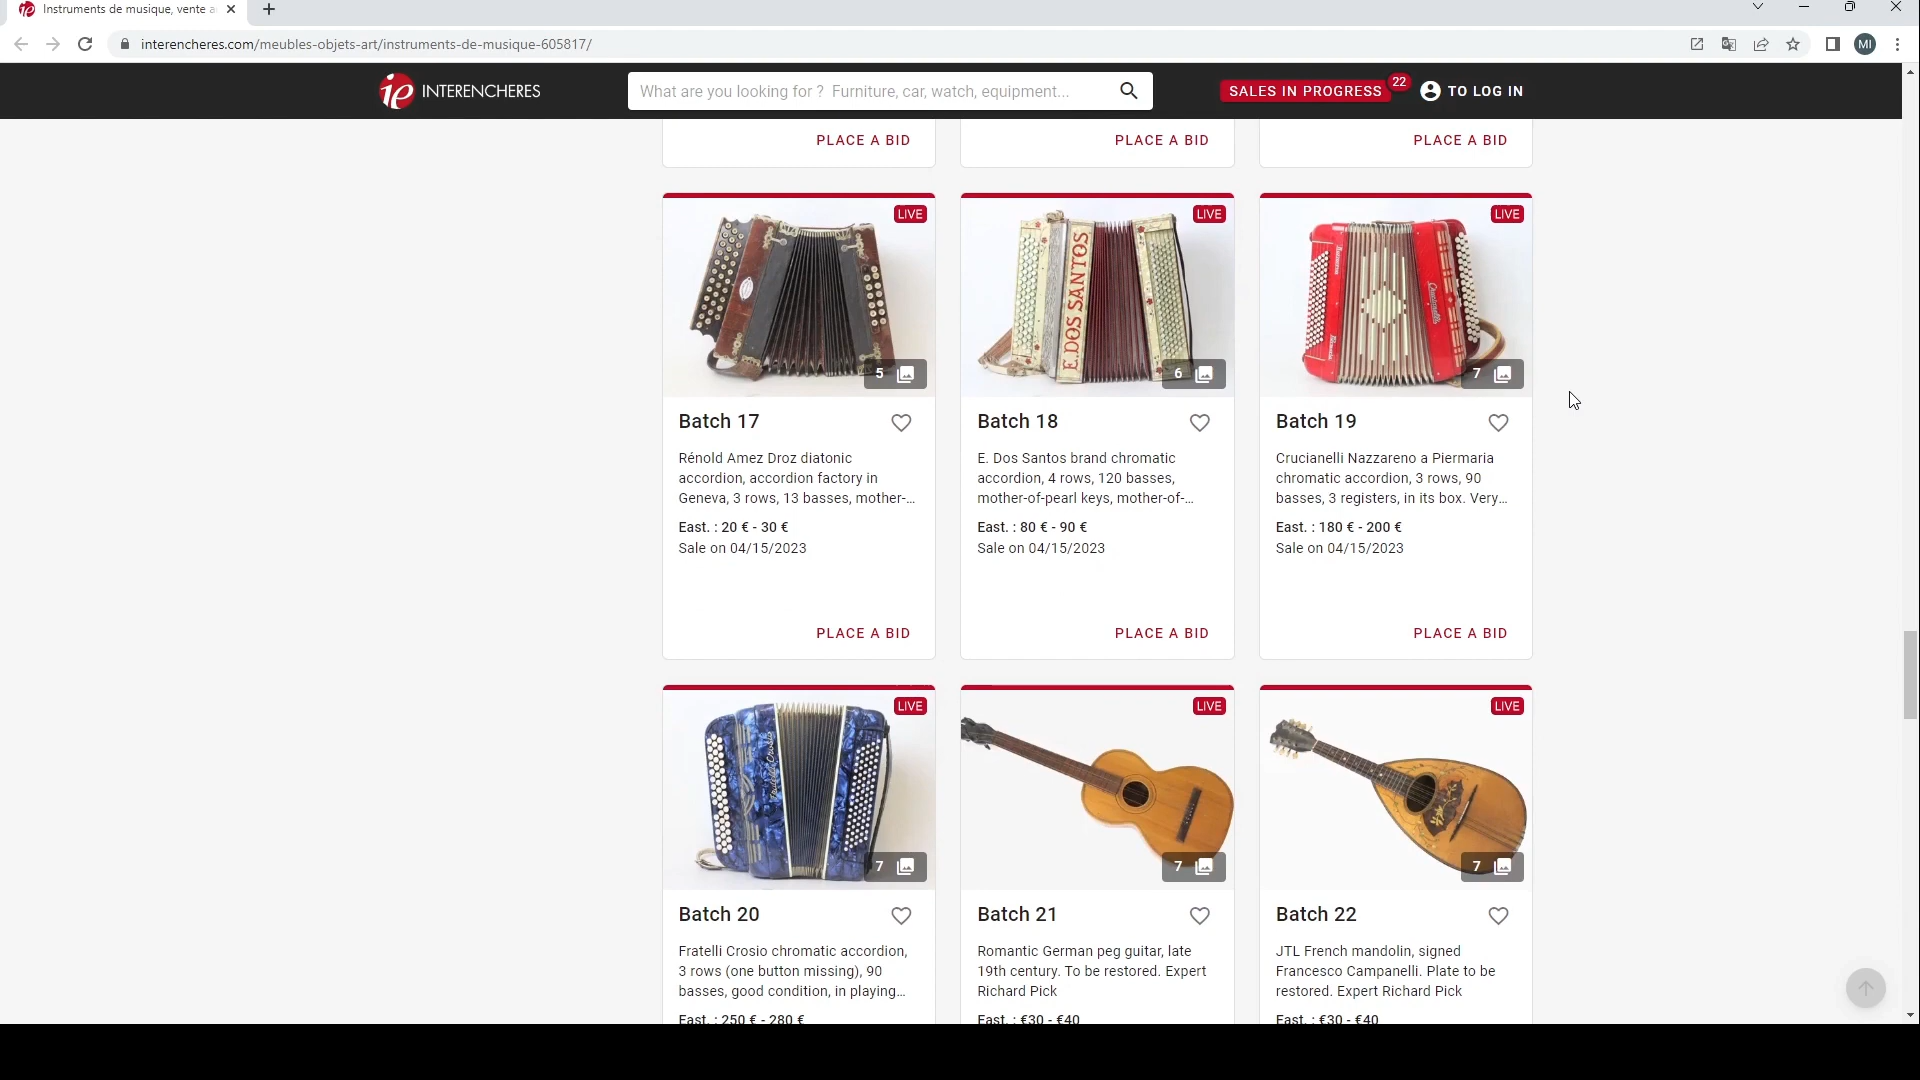 Instruments de musique, vente a
interencheres.com/meubles-objets-art/instruments-de-musique-605817/
MI
ie INTERENCHERES
What are you looking for ? Furniture, car, watch, equipment...
SALES IN PROGRESS 22
TO LOG IN
PLACE A BID PLACE A BID PLACE A BID
LIVE LIVE LIVE
E.DOS SANTOS
Crucianelli
5 6 7
Batch 17
Rénold Amez Droz diatonic
accordion, accordion factory in
Geneva, 3 rows, 13 basses, mother-...
East. : 20 € - 30 €
Sale on 04/15/2023
PLACE A BID
Batch 18
E. Dos Santos brand chromatic
accordion, 4 rows, 120 basses,
mother-of-pearl keys, mother-of-...
East. : 80 € - 90 €
Sale on 04/15/2023
PLACE A BID
Batch 19
Crucianelli Nazzareno a Piermaria
chromatic accordion, 3 rows, 90
basses, 3 registers, in its box. Very...
East. : 180 € - 200 €
Sale on 04/15/2023
PLACE A BID
LIVE LIVE LIVE
7 7 7
Batch 20
Fratelli Crosio chromatic accordion,
3 rows (one button missing), 90
basses, good condition, in playing...
East. : 250 € - 280 €
Batch 21
Romantic German peg guitar, late
19th century. To be restored. Expert
Richard Pick
East. : €30 - €40
Batch 22
JTL French mandolin, signed
Francesco Campanelli. Plate to be
restored. Expert Richard Pick
East. : €30 - €40